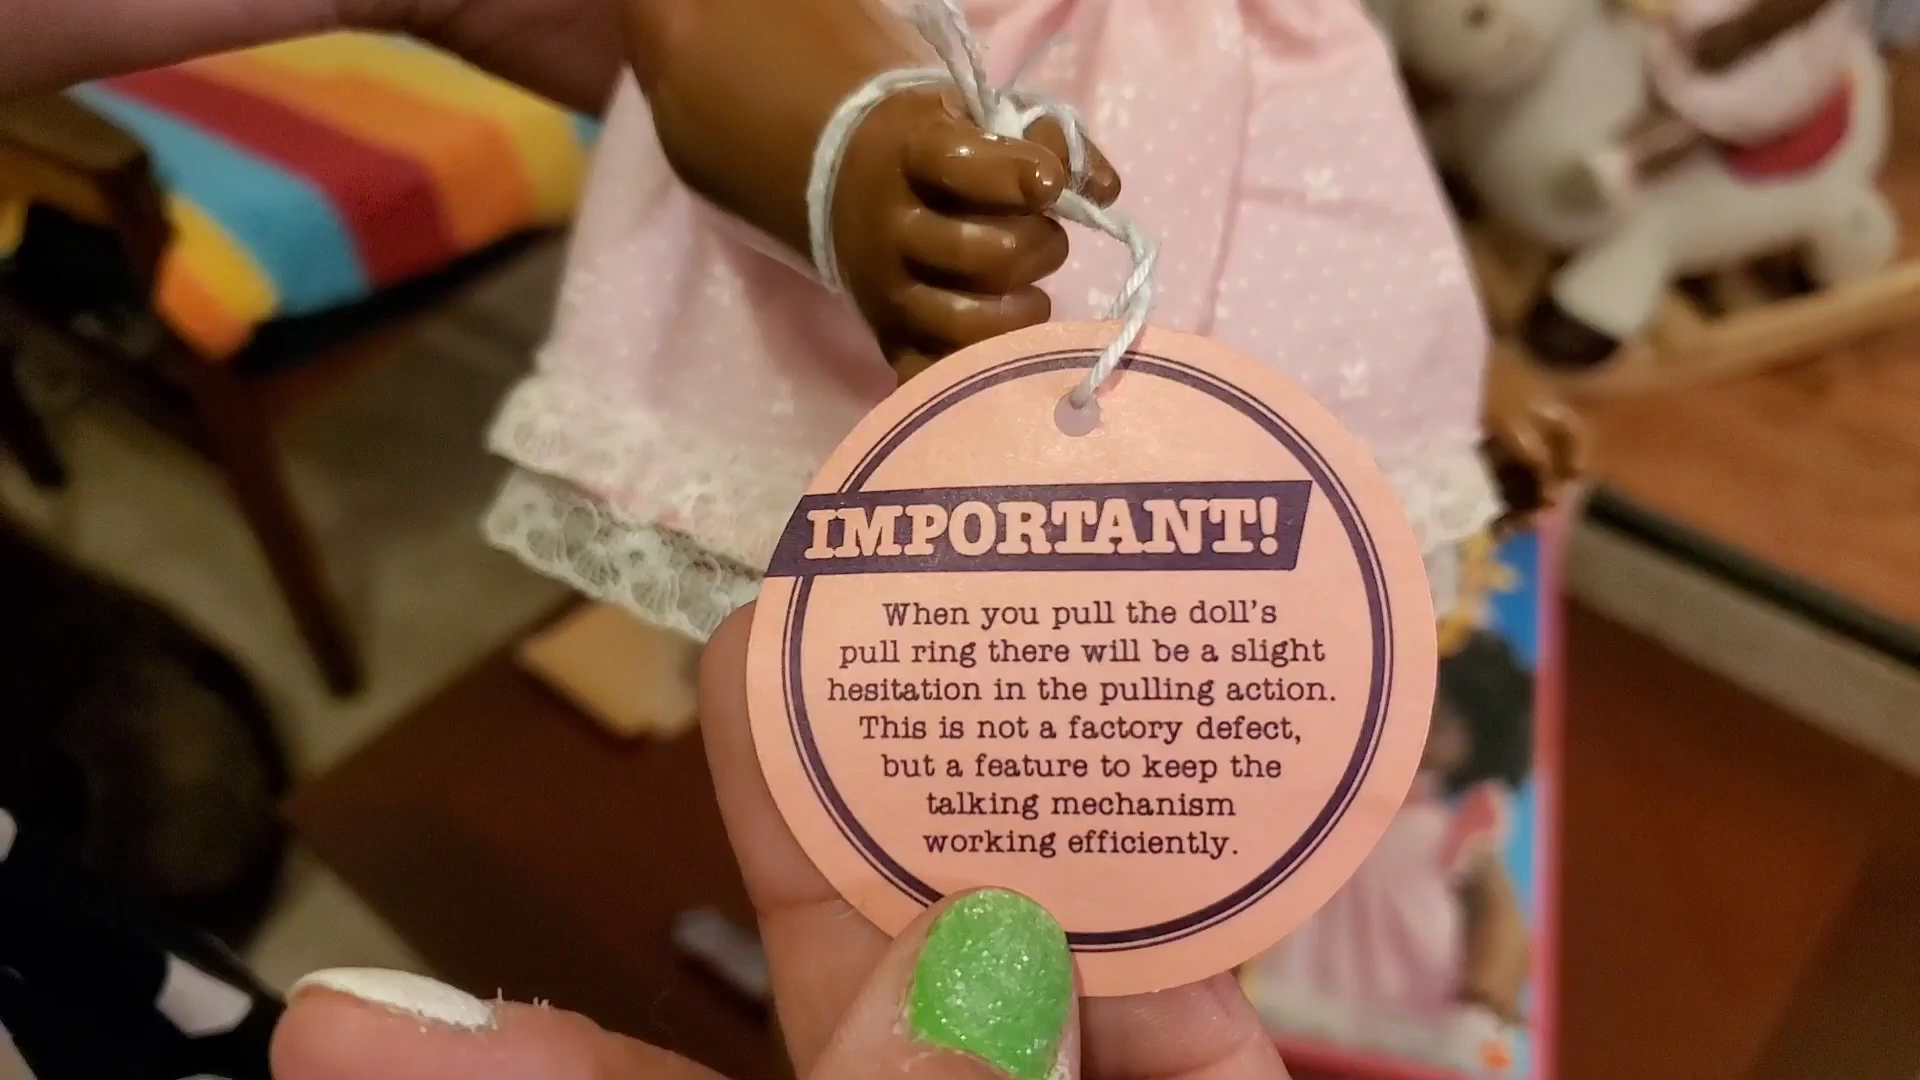 IMPORTANT!
When you pull the doll's
pull ring there will be a slight
hesitation in the pulling action.
This is not a factory defect,
but a feature to keep the
talking mechanism
working efficiently.